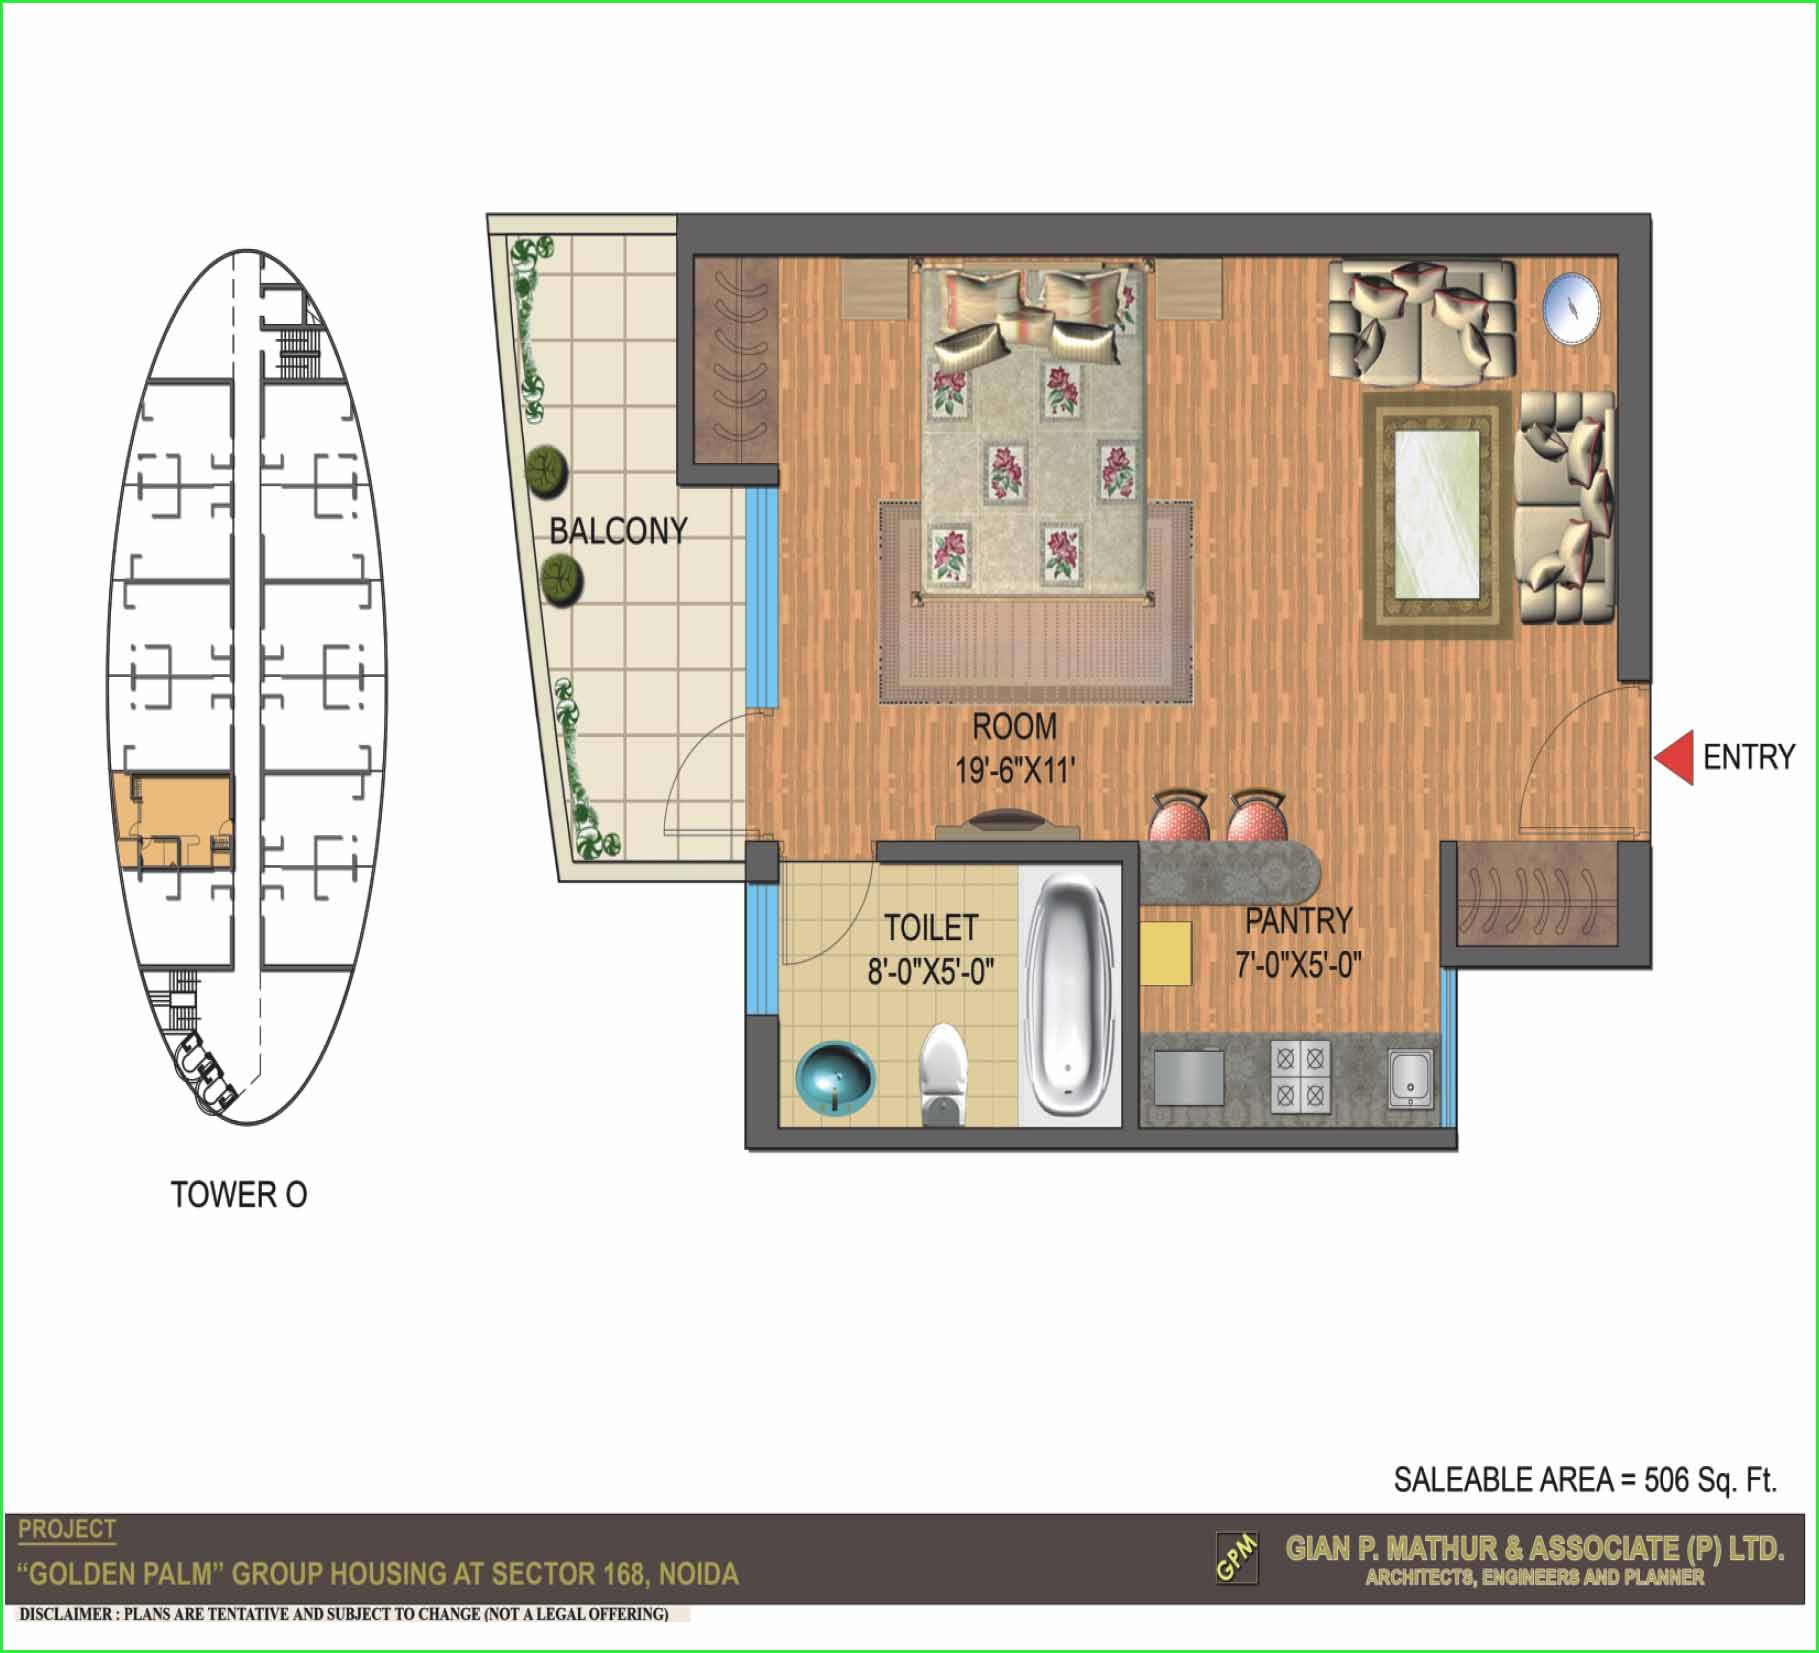 BALCONY
ROOM
19'-6"X11'
ENTRY
TOILET
8'-0"X5'-0"
PANTRY
7'-0"X5'-0"
TOWER O
SALEABLE AREA = 506 Sq. Ft.
PROJECT
“GOLDEN PALM” GROUP HOUSING AT SECTOR 168, NOIDA
GPM
GIAN P. MATHUR & ASSOCIATE (P) LTD.
ARCHITECTS, ENGINEERS AND PLANNER
DISCLAIMER : PLANS ARE TENTATIVE AND SUBJECT TO CHANGE (NOT A LEGAL OFFERING)